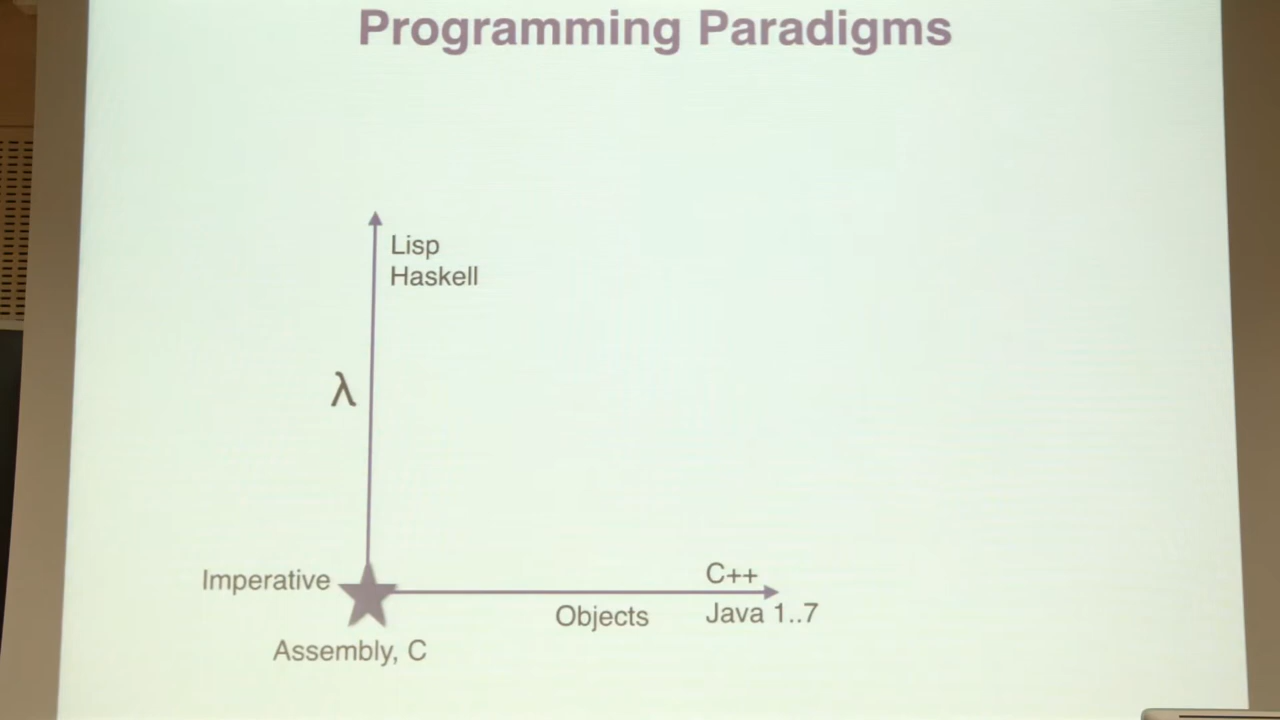 Programming Paradigms
Lisp
Haskell
λ
Imperative
C++
Objects
Java 1..7
Assembly, C